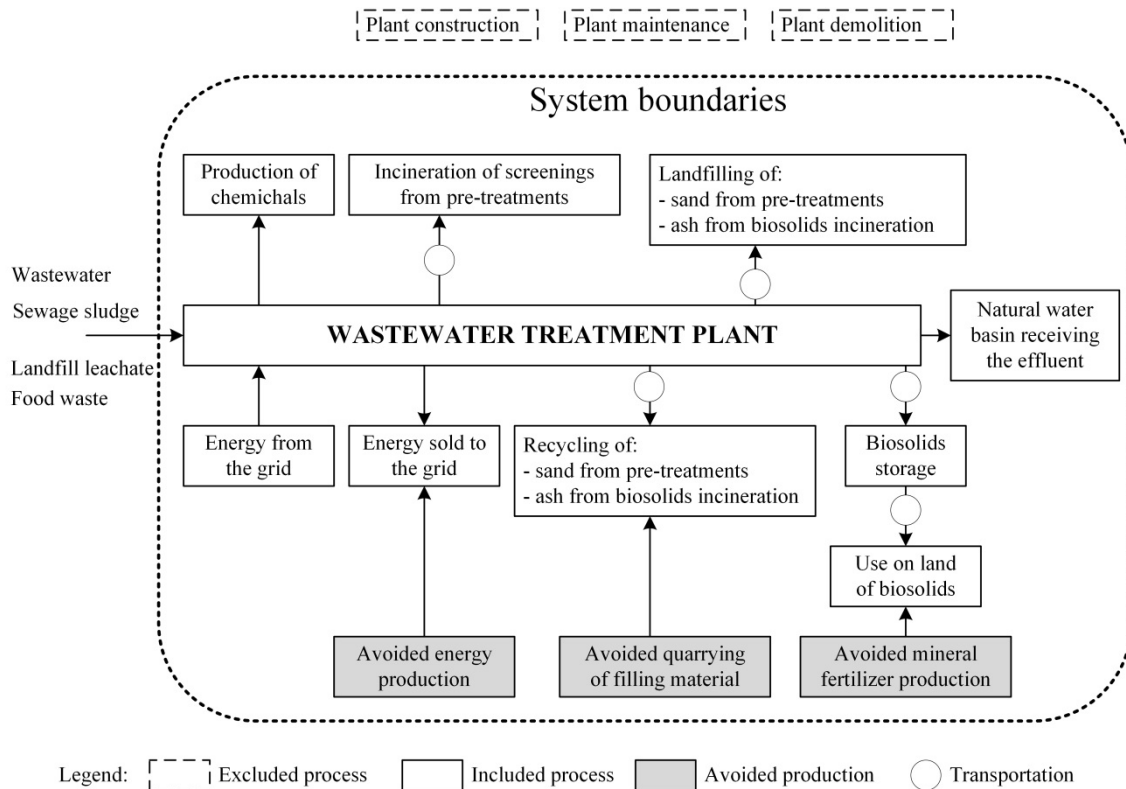 Plant construction
Plant maintenance
Plant demolition
System boundaries
Production of
chemichals
Incineration of screenings
from pre-treatments
Landfilling of:
- sand from pre-treatments
- ash from biosolids incineration
Wastewater
Sewage sludge
Landfill leachate
Food waste
WASTEWATER TREATMENT PLANT
Natural water
basin receiving
the effluent
Energy from
the grid
Energy sold to
the grid
Recycling of:
- sand from pre-treatments
- ash from biosolids incineration
Biosolids
storage
Use on land
of biosolids
Avoided energy
production
Avoided quarrying
of filling material
Avoided mineral
fertilizer production
Legend:
Excluded process
Included process
Avoided production
Transportation